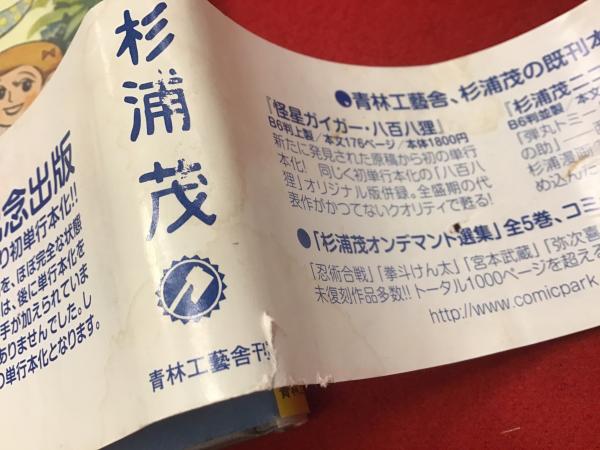 杉浦茂
青林工藝舎刊
念出版
り初単行本化!!
を、ほぼ完全な状態
は、後に単行本化を
手が加えられていま
ありませんでした。し
の単行本化となります。
●青林工藝舎、杉浦茂の既刊本
『怪星ガイガー・八百八狸』
B6判上製/本文176ページ/本体1800円
新たに発見された原稿から初の単行
本化! 同じく初単行本化の「八百八
狸」オリジナル版併録。全盛期の代
表作がかつてないクオリティで甦る!
『杉浦茂ニコ
B6判並製/本文
「弾丸トミー
の助」
杉浦漫画
め込んだ
●「杉浦茂オンデマンド選集」全5巻、コミ
「忍術合戦」「拳斗けん太」「宮本武蔵」「弥次喜
未復刻作品多数!! トータル1000ページを超える
http://www.comicpark.